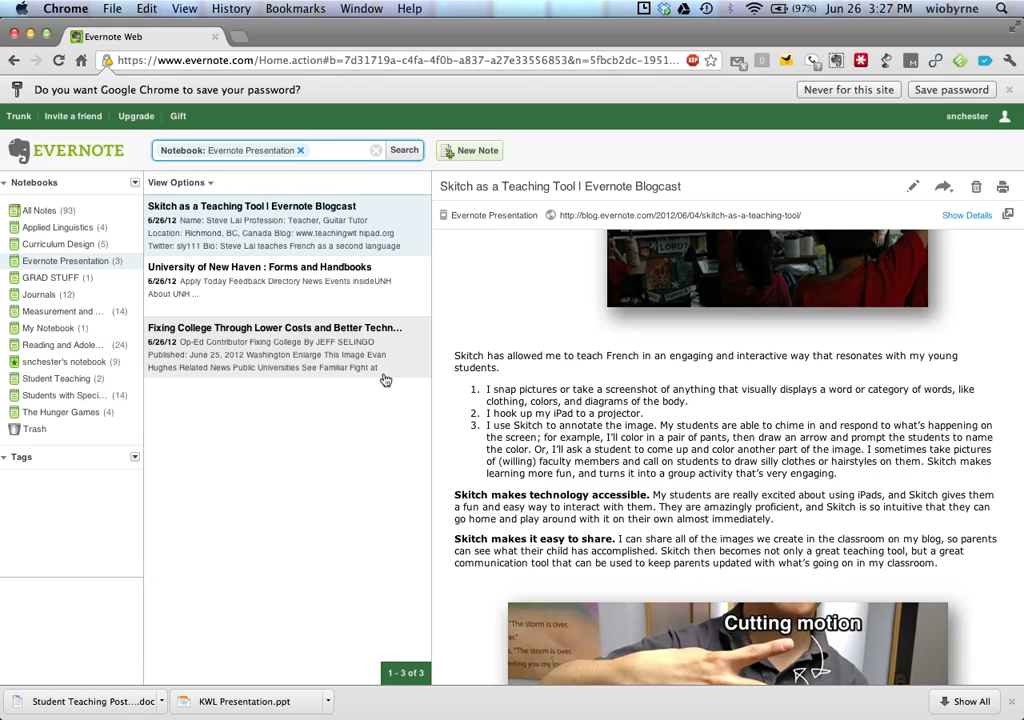 Chrome File Edit View History Bookmarks Window Help (97%) Jun 26 3:27 PM wiobyrne
Evernote Web
https://www.evernote.com/Home.action#b=7d31719a-c4fa-4f0b-a837-a27e33556853&n=5fbcb2dc-1951...
Do you want Google Chrome to save your password? Never for this site Save password
Trunk Invite a friend Upgrade Gift snchester
EVERNOTE Notebook: Evernote Presentation Search New Note
Notebooks
All Notes (93)
Applied Linguistics (4)
Curriculum Design (5)
Evernote Presentation (3)
GRAD STUFF (1)
Journals (12)
Measurement and ... (14)
My Notebook (1)
Reading and Adole... (24)
snchester's notebook (9)
Student Teaching (2)
Students with Speci... (14)
The Hunger Games (4)
Trash
Tags
View Options
Skitch as a Teaching Tool | Evernote Blogcast
6/26/12 Name: Steve Lai Profession: Teacher, Guitar Tutor
Location: Richmond, BC, Canada Blog: www.teachingwit hipad.org
Twitter: sly111 Bio: Steve Lai teaches French as a second language
University of New Haven : Forms and Handbooks
6/26/12 Apply Today Feedback Directory News Events insideUNH
About UNH ...
Fixing College Through Lower Costs and Better Techn...
6/26/12 Op-Ed Contributor Fixing College By JEFF SELINGO
Published: June 25, 2012 Washington Enlarge This Image Evan
Hughes Related News Public Universities See Familiar Fight at
1 - 3 of 3
Skitch as a Teaching Tool | Evernote Blogcast
Evernote Presentation http://blog.evernote.com/2012/06/04/skitch-as-a-teaching-tool/ Show Details
LORD?
Skitch has allowed me to teach French in an engaging and interactive way that resonates with my young
students.
1. I snap pictures or take a screenshot of anything that visually displays a word or category of words, like
clothing, colors, and diagrams of the body.
2. I hook up my iPad to a projector.
3. I use Skitch to annotate the image. My students are able to chime in and respond to what's happening on
the screen; for example, I'll color in a pair of pants, then draw an arrow and prompt the students to name
the color. Or, I'll ask a student to come up and color another part of the image. I sometimes take pictures
of (willing) faculty members and call on students to draw silly clothes or hairstyles on them. Skitch makes
learning more fun, and turns it into a group activity that's very engaging.
Skitch makes technology accessible. My students are really excited about using iPads, and Skitch gives them
a fun and easy way to interact with them. They are amazingly proficient, and Skitch is so intuitive that they can
go home and play around with it on their own almost immediately.
Skitch makes it easy to share. I can share all of the images we create in the classroom on my blog, so parents
can see what their child has accomplished. Skitch then becomes not only a great teaching tool, but a great
communication tool that can be used to keep parents updated with what's going on in my classroom.
Cutting motion
"The storm is over,
er."
"The storm is over,
Student Teaching Post....doc KWL Presentation.ppt Show All